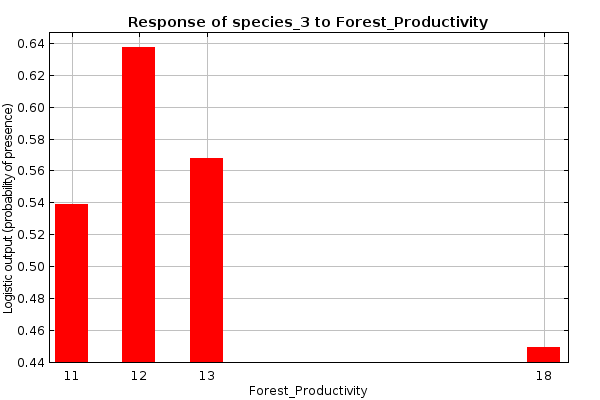 Response of species_3 to Forest_Productivity
Logistic output (probability of presence)
0.64
0.62
0.60
0.58
0.56
0.54
0.52
0.50
0.48
0.46
0.44
11 12 13 18
Forest_Productivity